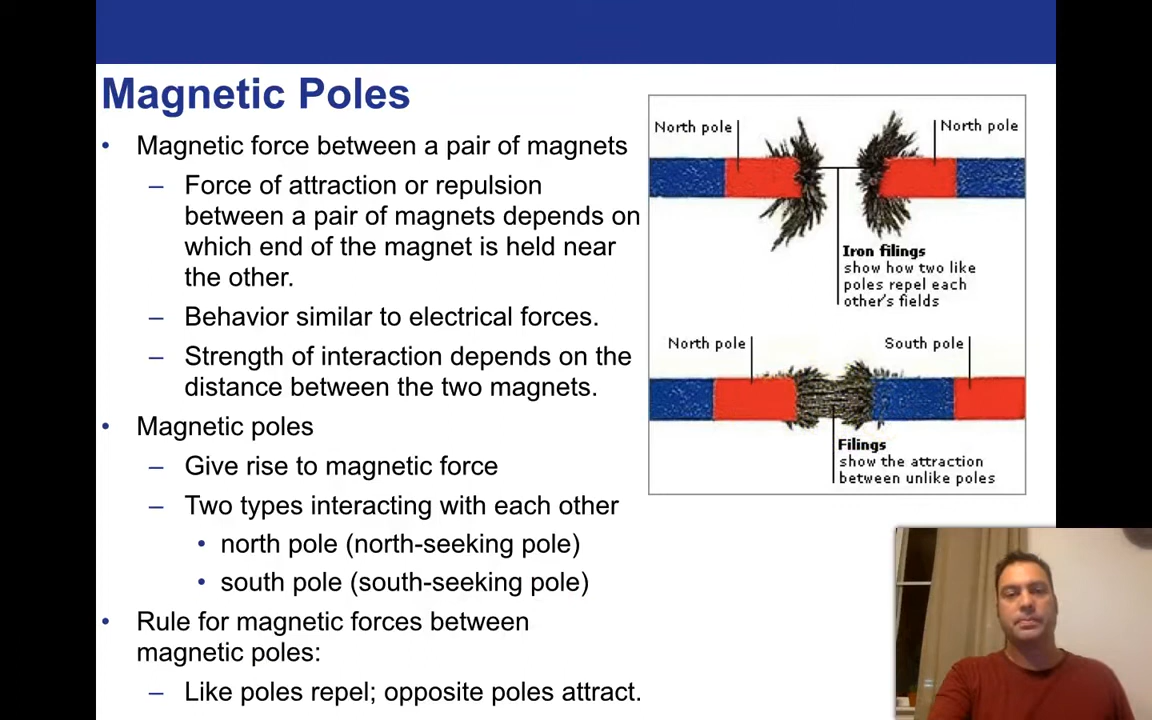 Magnetic Poles
• Magnetic force between a pair of magnets
– Force of attraction or repulsion
between a pair of magnets depends on
which end of the magnet is held near
the other.
– Behavior similar to electrical forces.
– Strength of interaction depends on the
distance between the two magnets.
• Magnetic poles
– Give rise to magnetic force
– Two types interacting with each other
• north pole (north-seeking pole)
• south pole (south-seeking pole)
• Rule for magnetic forces between
magnetic poles:
– Like poles repel; opposite poles attract.
North pole
North pole
Iron filings
show how two like
poles repel each
other's fields
North pole
South pole
Filings
show the attraction
between unlike poles